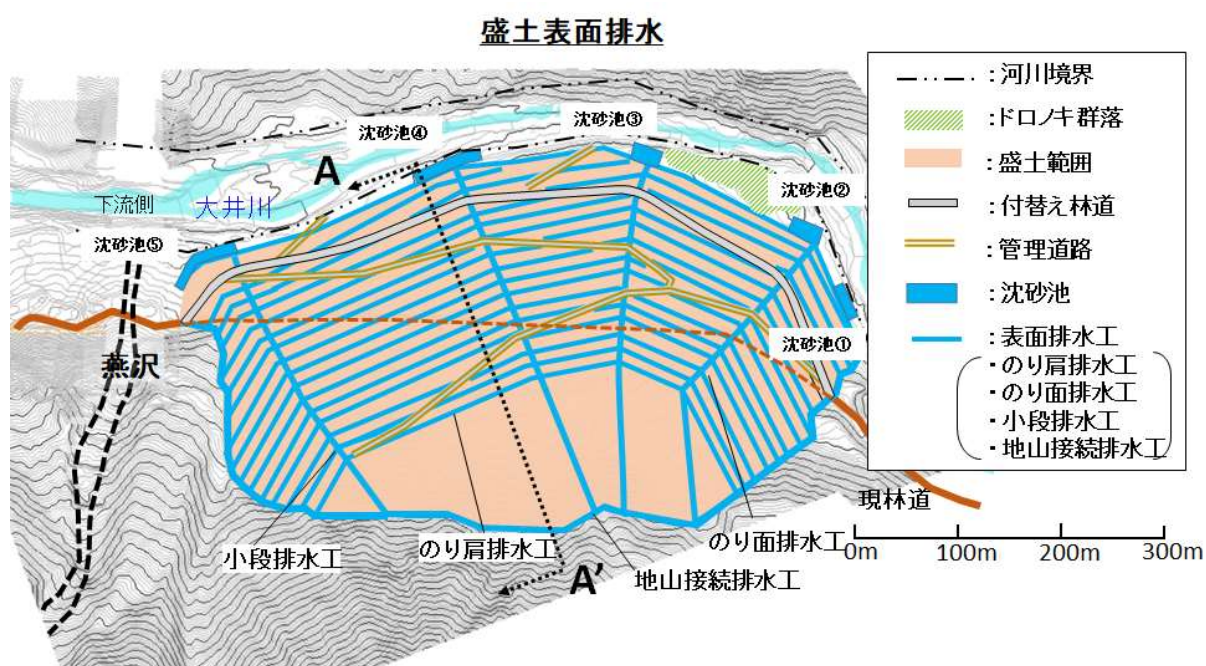 盛土表面排水
：河川境界
：ドロノキ群落
：盛土範囲
：付替え林道
：管理道路
：沈砂池
：表面排水工
・のり肩排水工
・のり面排水工
・小段排水工
・地山接続排水工
沈砂池④
沈砂池③
沈砂池②
A
下流側
大井川
沈砂池⑤
沈砂池①
燕沢
現林道
小段排水工
のり肩排水工
のり面排水工
地山接続排水工
A'
0m
100m
200m
300m